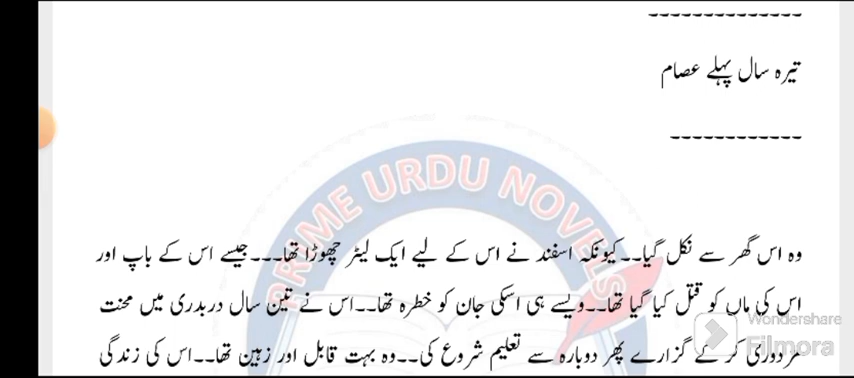 --------------
تیرہ سال پہلے عصام
------------
PRIME URDU NOVELS
وہ اس گھر سے نکل گیا۔۔کیونکہ اسفند نے اس کے لیے ایک لیٹر چھوڑا تھا۔۔۔جیسے اس کے باپ اور
اس کی ماں کو قتل کیا گیا تھا۔۔ویسے ہی اسکی جان کو خطرہ تھا۔۔اس نے تین سال دربدری میں محنت
مزدوری کر کے گزارے پھر دوبارہ سے تعلیم شروع کی۔۔وہ بہت قابل اور زہین تھا۔۔اس کی زندگی
Wondershare
Filmora